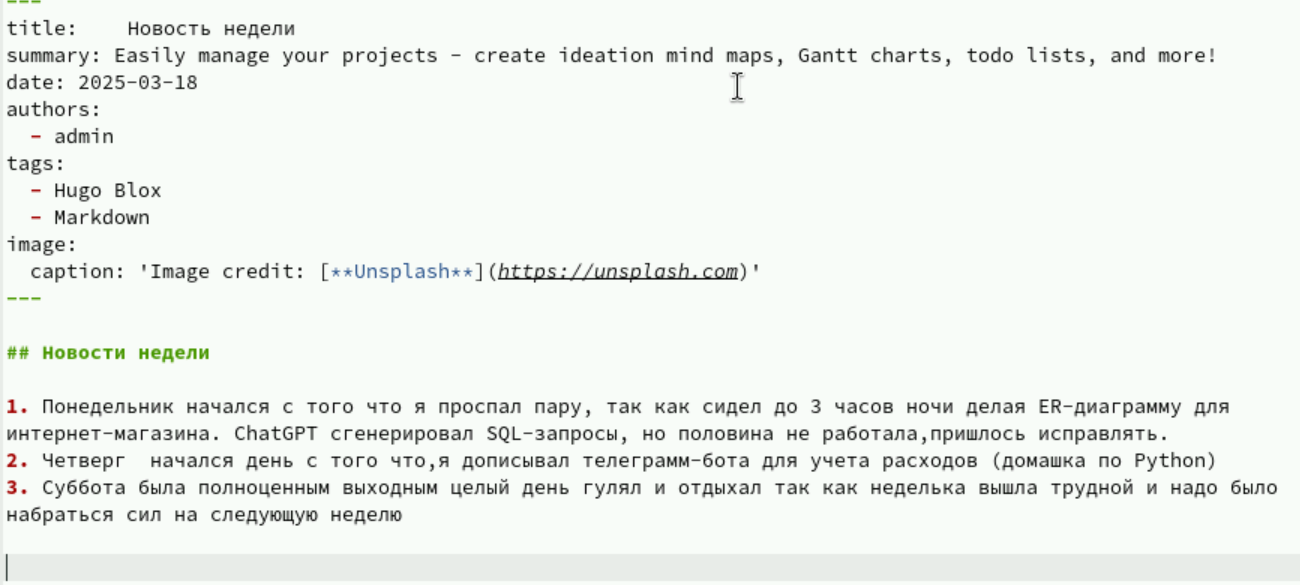 ---
title:    Новость недели
summary: Easily manage your projects - create ideation mind maps, Gantt charts, todo lists, and more!
date: 2025-03-18
authors:
  - admin
tags:
  - Hugo Blox
  - Markdown
image:
  caption: 'Image credit: [**Unsplash**](https://unsplash.com)'
---
## Новости недели
1. Понедельник начался с того что я проспал пару, так как сидел до 3 часов ночи делая ER-диаграмму для
интернет-магазина. ChatGPT сгенерировал SQL-запросы, но половина не работала,пришлось исправлять.
2. Четверг  начался день с того что,я дописывал телеграмм-бота для учета расходов (домашка по Python)
3. Суббота была полноценным выходным целый день гулял и отдыхал так как неделька вышла трудной и надо было
набраться сил на следующую неделю